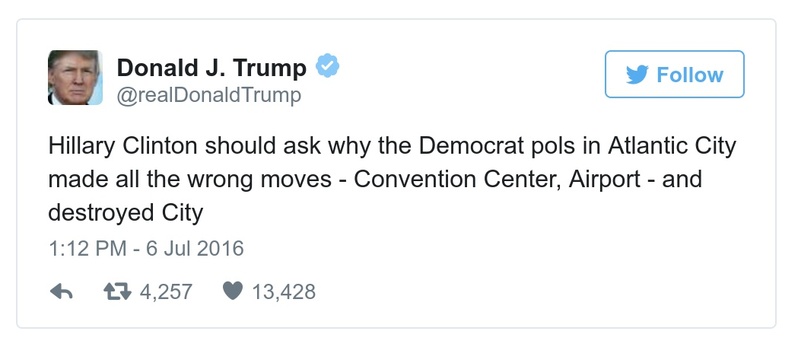 Donald J. Trump
@realDonaldTrump
Follow
Hillary Clinton should ask why the Democrat pols in Atlantic City
made all the wrong moves - Convention Center, Airport - and
destroyed City
1:12 PM - 6 Jul 2016
4,257 13,428